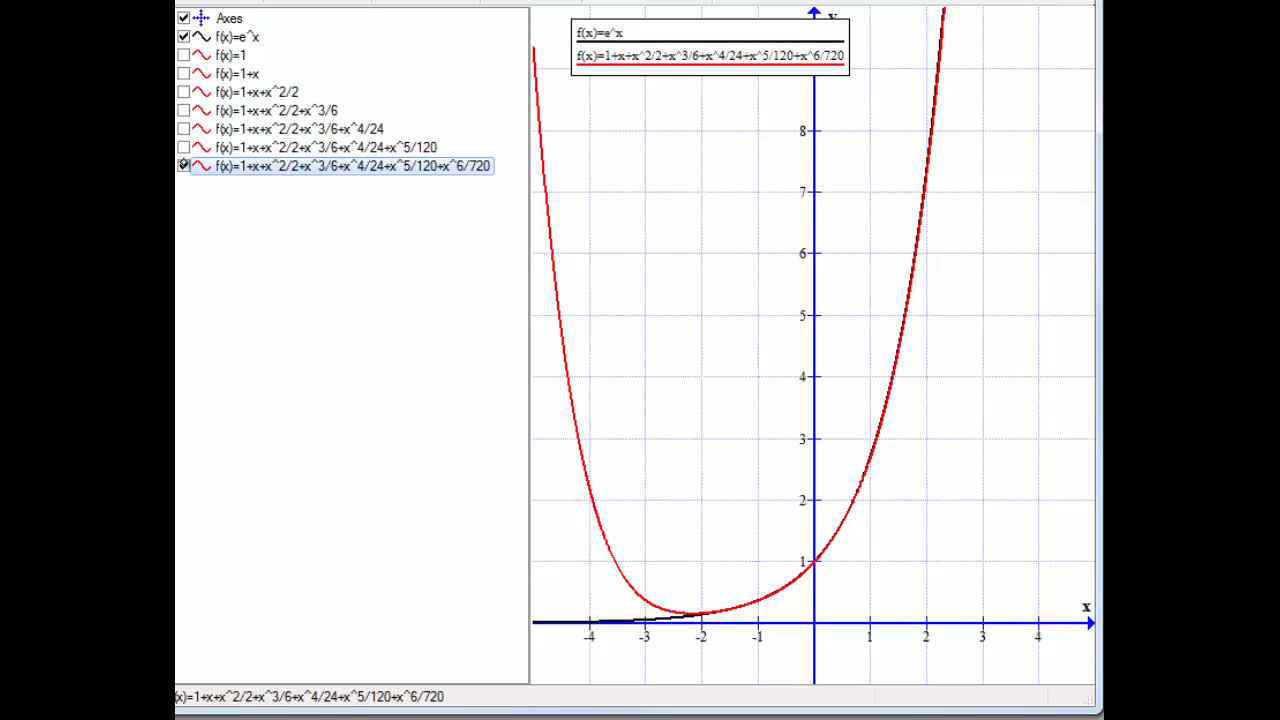 Axes
f(x)=e^x
f(x)=1
f(x)=1+x
f(x)=1+x+x^2/2
f(x)=1+x+x^2/2+x^3/6
f(x)=1+x+x^2/2+x^3/6+x^4/24
f(x)=1+x+x^2/2+x^3/6+x^4/24+x^5/120
f(x)=1+x+x^2/2+x^3/6+x^4/24+x^5/120+x^6/720
f(x)=e^x
f(x)=1+x+x^2/2+x^3/6+x^4/24+x^5/120+x^6/720
y
8
7
6
5
4
3
2
1
x
-4 -3 -2 -1 1 2 3 4
(x)=1+x+x^2/2+x^3/6+x^4/24+x^5/120+x^6/720